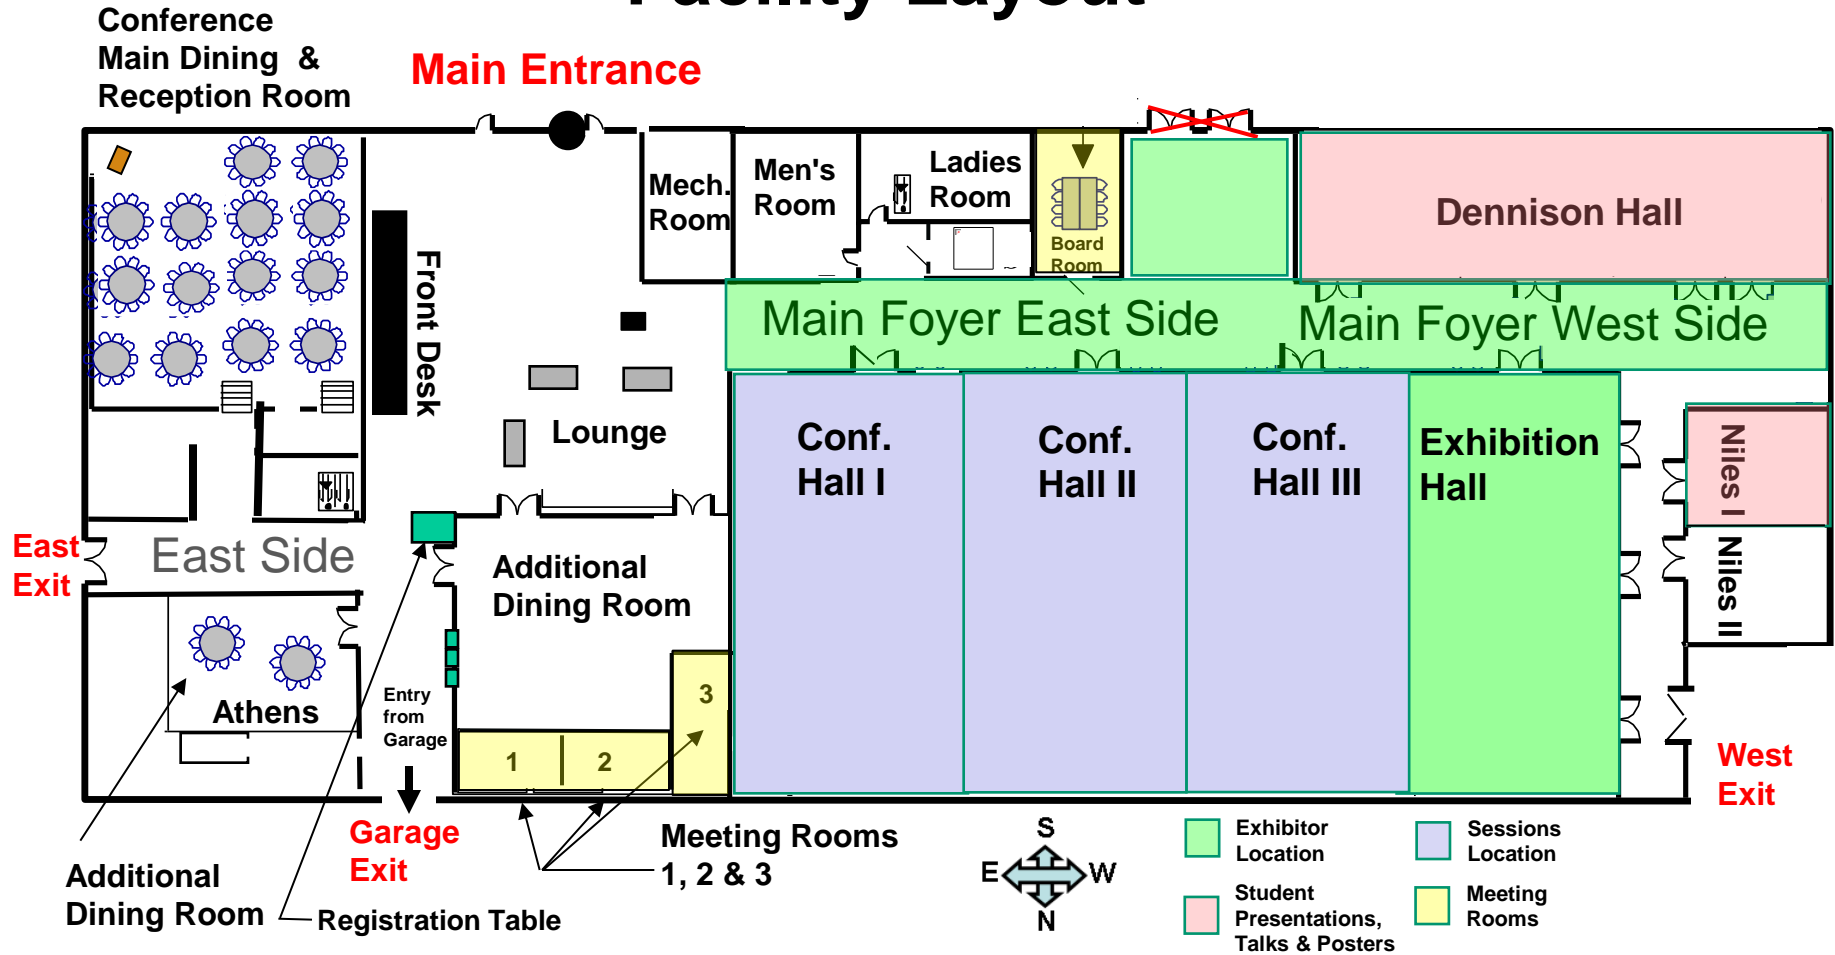 Facility Layout
Conference
Main Dining &
Reception Room
Main Entrance
Mech.
Room
Men's
Room
Ladies
Room
Board
Room
Dennison Hall
Front Desk
Main Foyer East Side
Main Foyer West Side
Lounge
Conf.
Hall I
Conf.
Hall II
Conf.
Hall III
Exhibition
Hall
Niles I
Niles II
East
Exit
East Side
Additional
Dining Room
Athens
Entry
from
Garage
1
2
3
West
Exit
Garage
Exit
Meeting Rooms
1, 2 & 3
Additional
Dining Room
Registration Table
S
E
W
N
Exhibitor
Location
Sessions
Location
Student
Presentations,
Talks & Posters
Meeting
Rooms